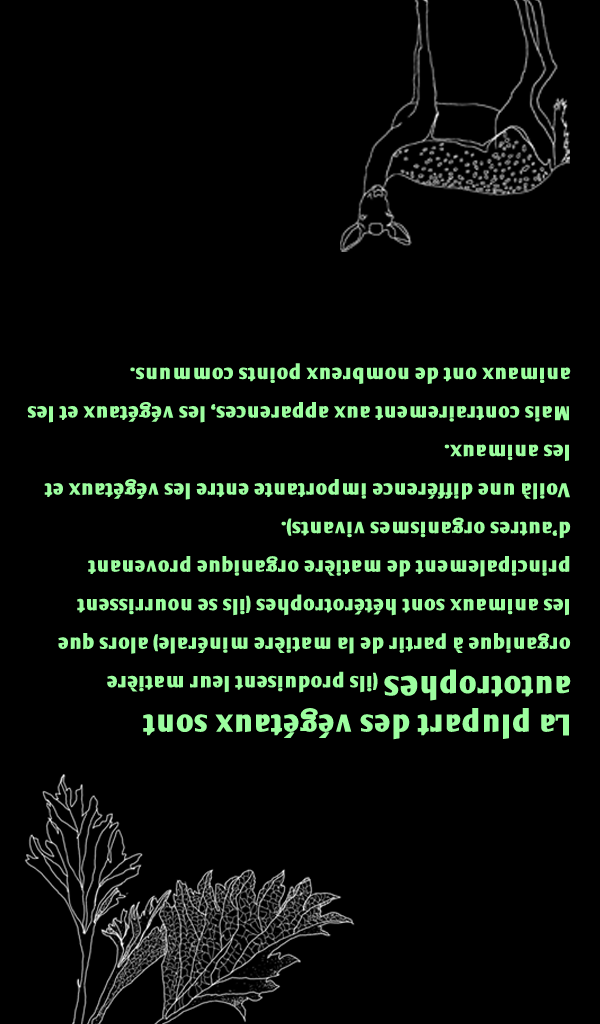 La plupart des végétaux sont
autotrophes (ils produisent leur matière
organique à partir de la matière minérale) alors que
les animaux sont hétérotrophes (ils se nourrissent
principalement de matière organique provenant
d'autres organismes vivants).
Voilà une différence importante entre les végétaux et
les animaux.
Mais contrairement aux apparences, les végétaux et les
animaux ont de nombreux points communs.